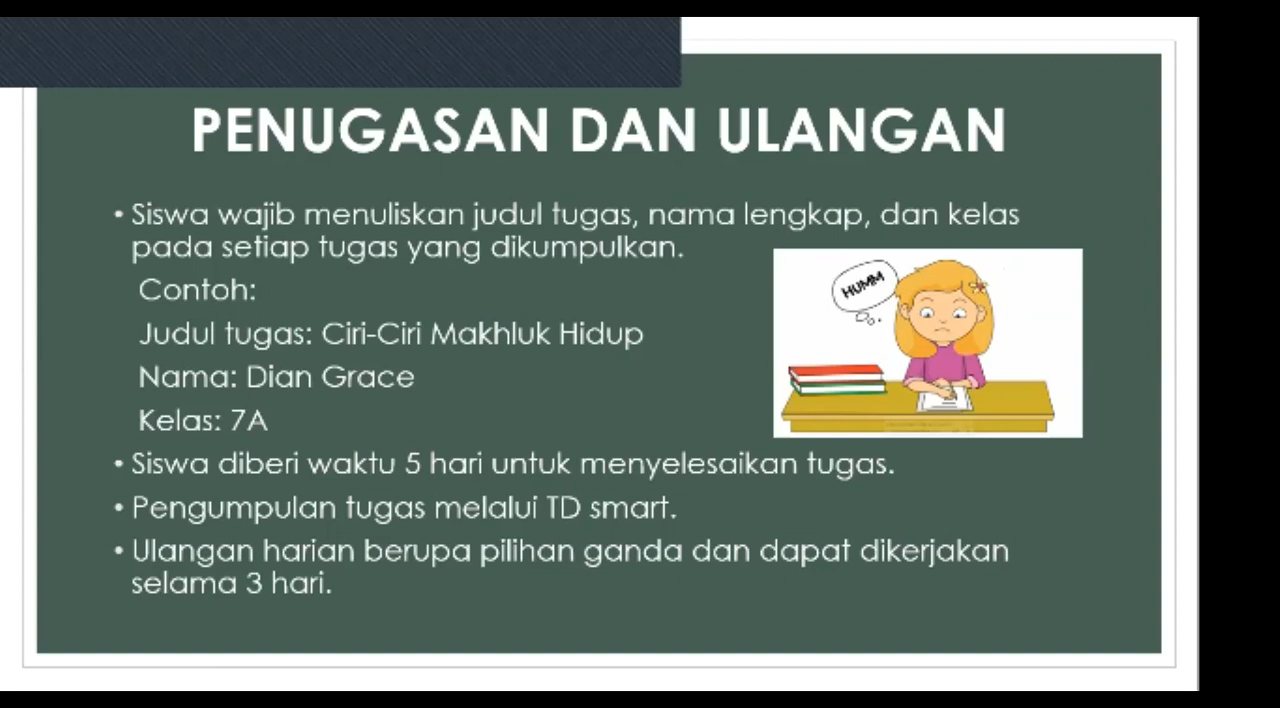 PENUGASAN DAN ULANGAN
• Siswa wajib menuliskan judul tugas, nama lengkap, dan kelas
pada setiap tugas yang dikumpulkan.
Contoh:
Judul tugas: Ciri-Ciri Makhluk Hidup
Nama: Dian Grace
Kelas: 7A
HUMM
• Siswa diberi waktu 5 hari untuk menyelesaikan tugas.
• Pengumpulan tugas melalui TD smart.
• Ulangan harian berupa pilihan ganda dan dapat dikerjakan
selama 3 hari.